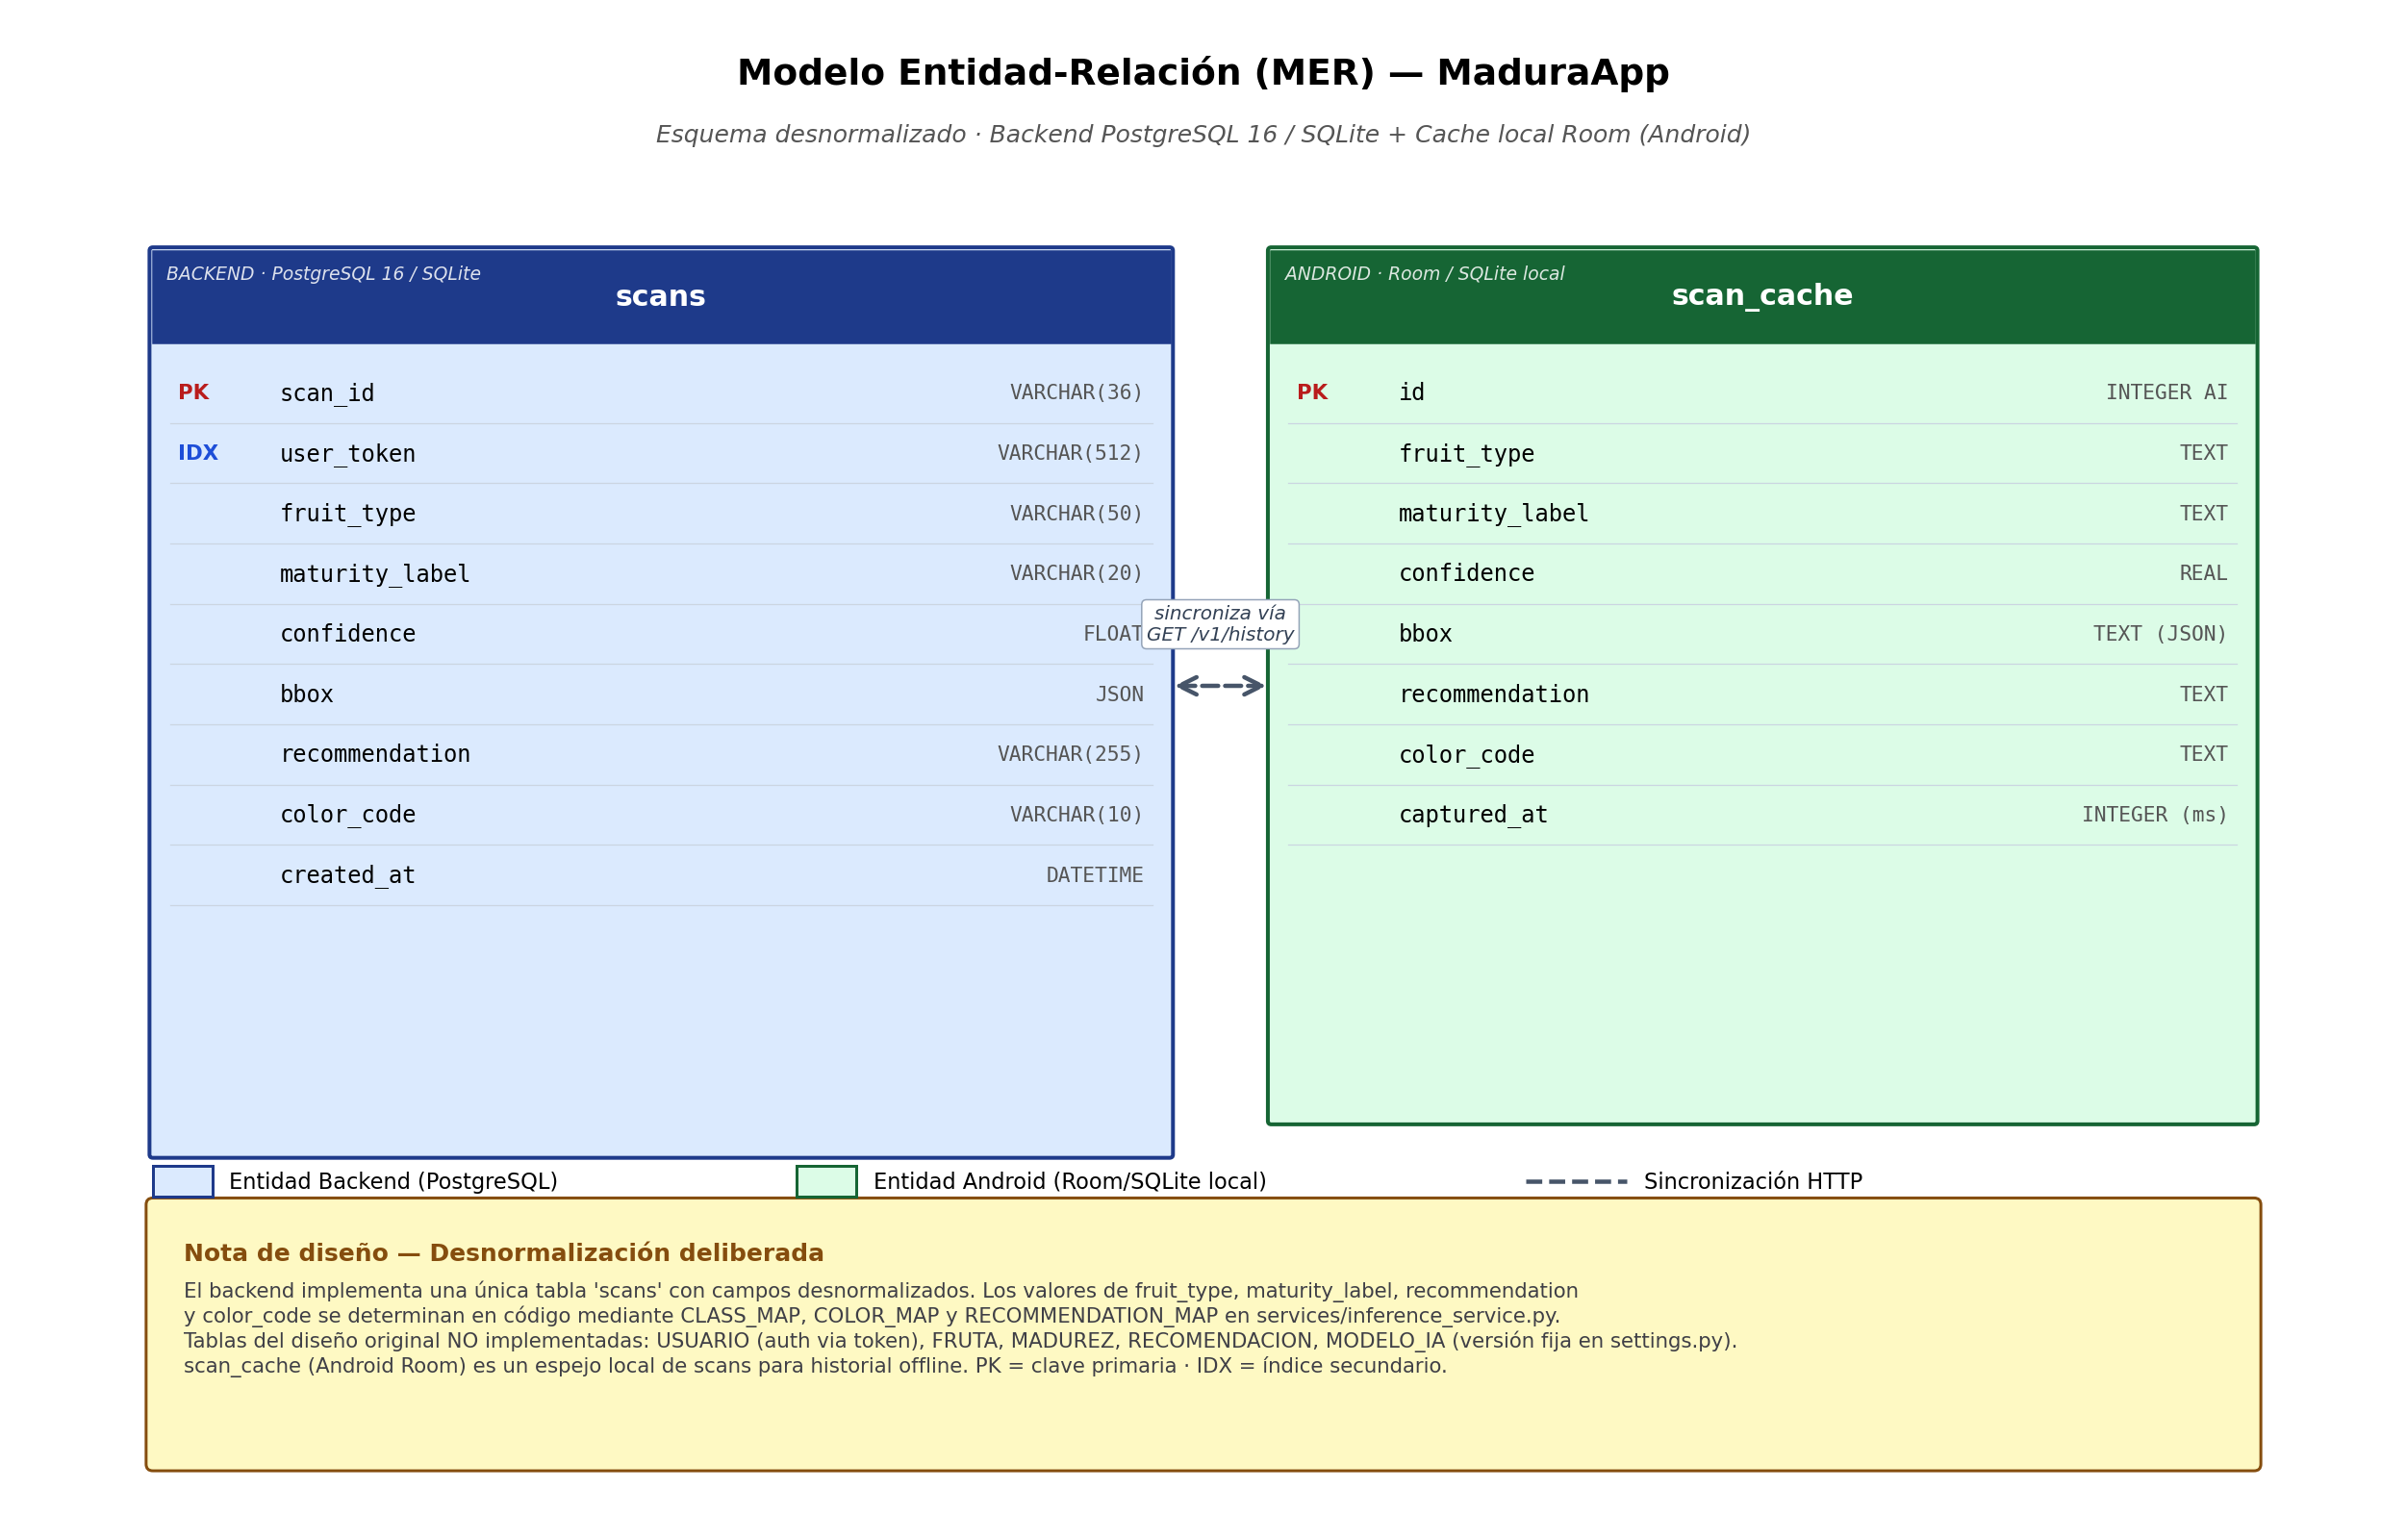 Modelo Entidad-Relación (MER) — MaduraApp
Esquema desnormalizado · Backend PostgreSQL 16 / SQLite + Cache local Room (Android)
BACKEND · PostgreSQL 16 / SQLite
scans
PK scan_id VARCHAR(36)
IDX user_token VARCHAR(512)
fruit_type VARCHAR(50)
maturity_label VARCHAR(20)
confidence FLOAT
bbox JSON
recommendation VARCHAR(255)
color_code VARCHAR(10)
created_at DATETIME
sincroniza vía
GET /v1/history
ANDROID · Room / SQLite local
scan_cache
PK id INTEGER AI
fruit_type TEXT
maturity_label TEXT
confidence REAL
bbox TEXT (JSON)
recommendation TEXT
color_code TEXT
captured_at INTEGER (ms)
Entidad Backend (PostgreSQL)
Entidad Android (Room/SQLite local)
Sincronización HTTP
Nota de diseño — Desnormalización deliberada
El backend implementa una única tabla 'scans' con campos desnormalizados. Los valores de fruit_type, maturity_label, recommendation
y color_code se determinan en código mediante CLASS_MAP, COLOR_MAP y RECOMMENDATION_MAP en services/inference_service.py.
Tablas del diseño original NO implementadas: USUARIO (auth via token), FRUTA, MADUREZ, RECOMENDACION, MODELO_IA (versión fija en settings.py).
scan_cache (Android Room) es un espejo local de scans para historial offline. PK = clave primaria · IDX = índice secundario.